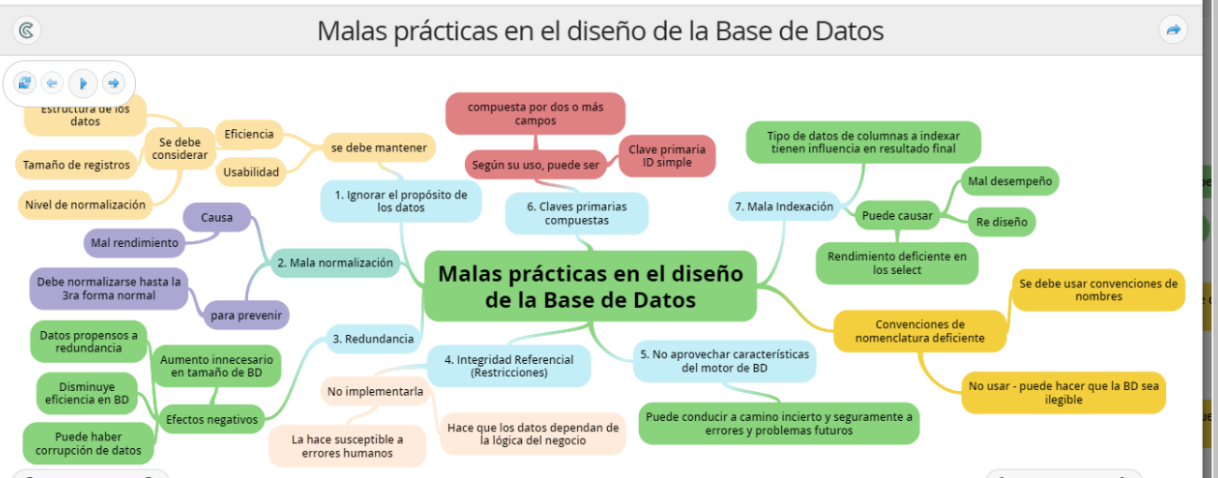 Malas prácticas en el diseño de la Base de Datos
Estructura de los
datos
Tamaño de registros
Nivel de normalización
Se debe
considerar
Eficiencia
Usabilidad
se debe mantener
1. Ignorar el propósito de
los datos
compuesta por dos o más
campos
Según su uso, puede ser
Clave primaria
ID simple
6. Claves primarias
compuestas
Tipo de datos de columnas a indexar
tienen influencia en resultado final
7. Mala Indexación
Puede causar
Mal desempeño
Re diseño
Rendimiento deficiente en
los select
Causa
Mal rendimiento
2. Mala normalización
Debe normalizarse hasta la
3ra forma normal
para prevenir
Malas prácticas en el diseño
de la Base de Datos
Se debe usar convenciones de
nombres
Convenciones de
nomenclatura deficiente
No usar - puede hacer que la BD sea
ilegible
3. Redundancia
Datos propensos a
redundancia
Aumento innecesario
en tamaño de BD
Disminuye
eficiencia en BD
Efectos negativos
Puede haber
corrupción de datos
4. Integridad Referencial
(Restricciones)
No implementarla
La hace susceptible a
errores humanos
Hace que los datos dependan de
la lógica del negocio
5. No aprovechar características
del motor de BD
Puede conducir a camino incierto y seguramente a
errores y problemas futuros